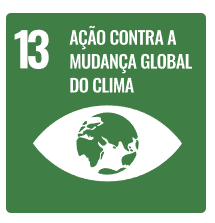 13 AÇÃO CONTRA A
MUDANÇA GLOBAL
DO CLIMA